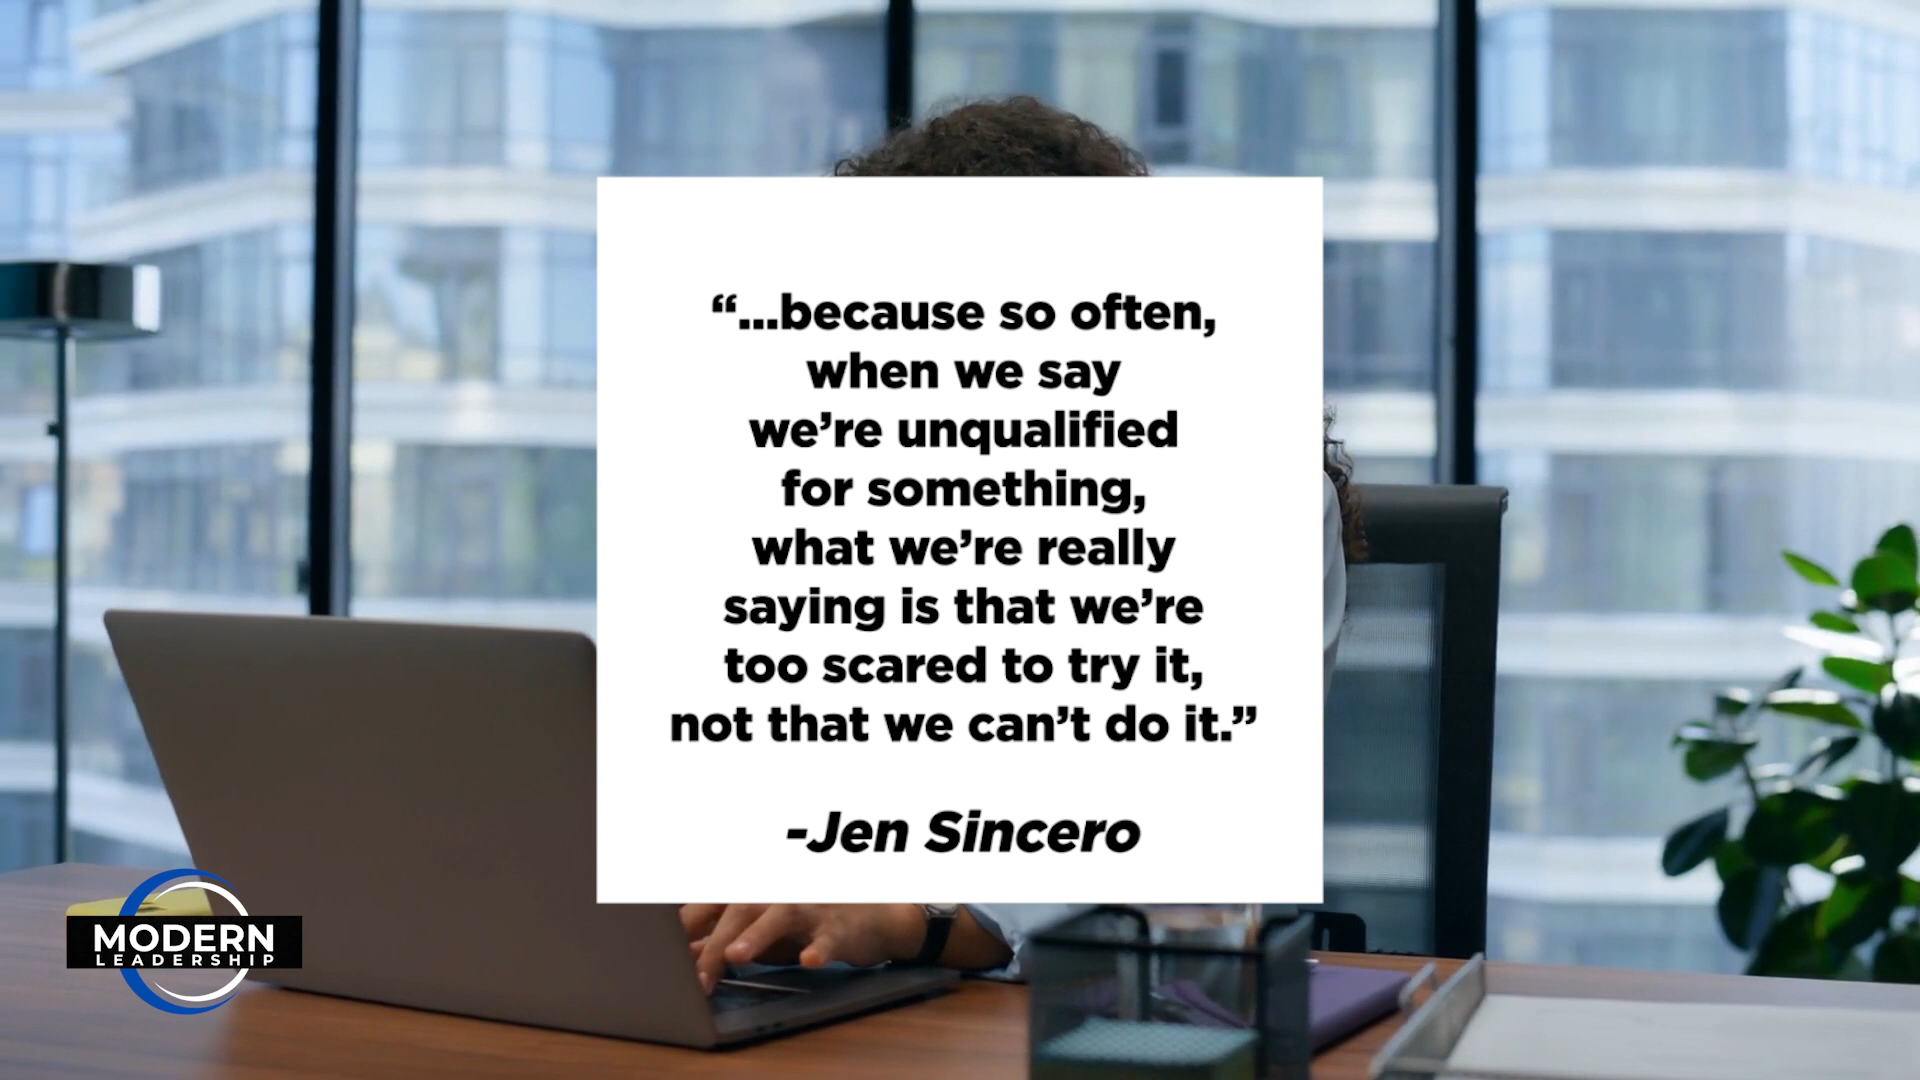 “...because so often,
when we say
we’re unqualified
for something,
what we’re really
saying is that we’re
too scared to try it,
not that we can’t do it.”
-Jen Sincero
MODERN
LEADERSHIP